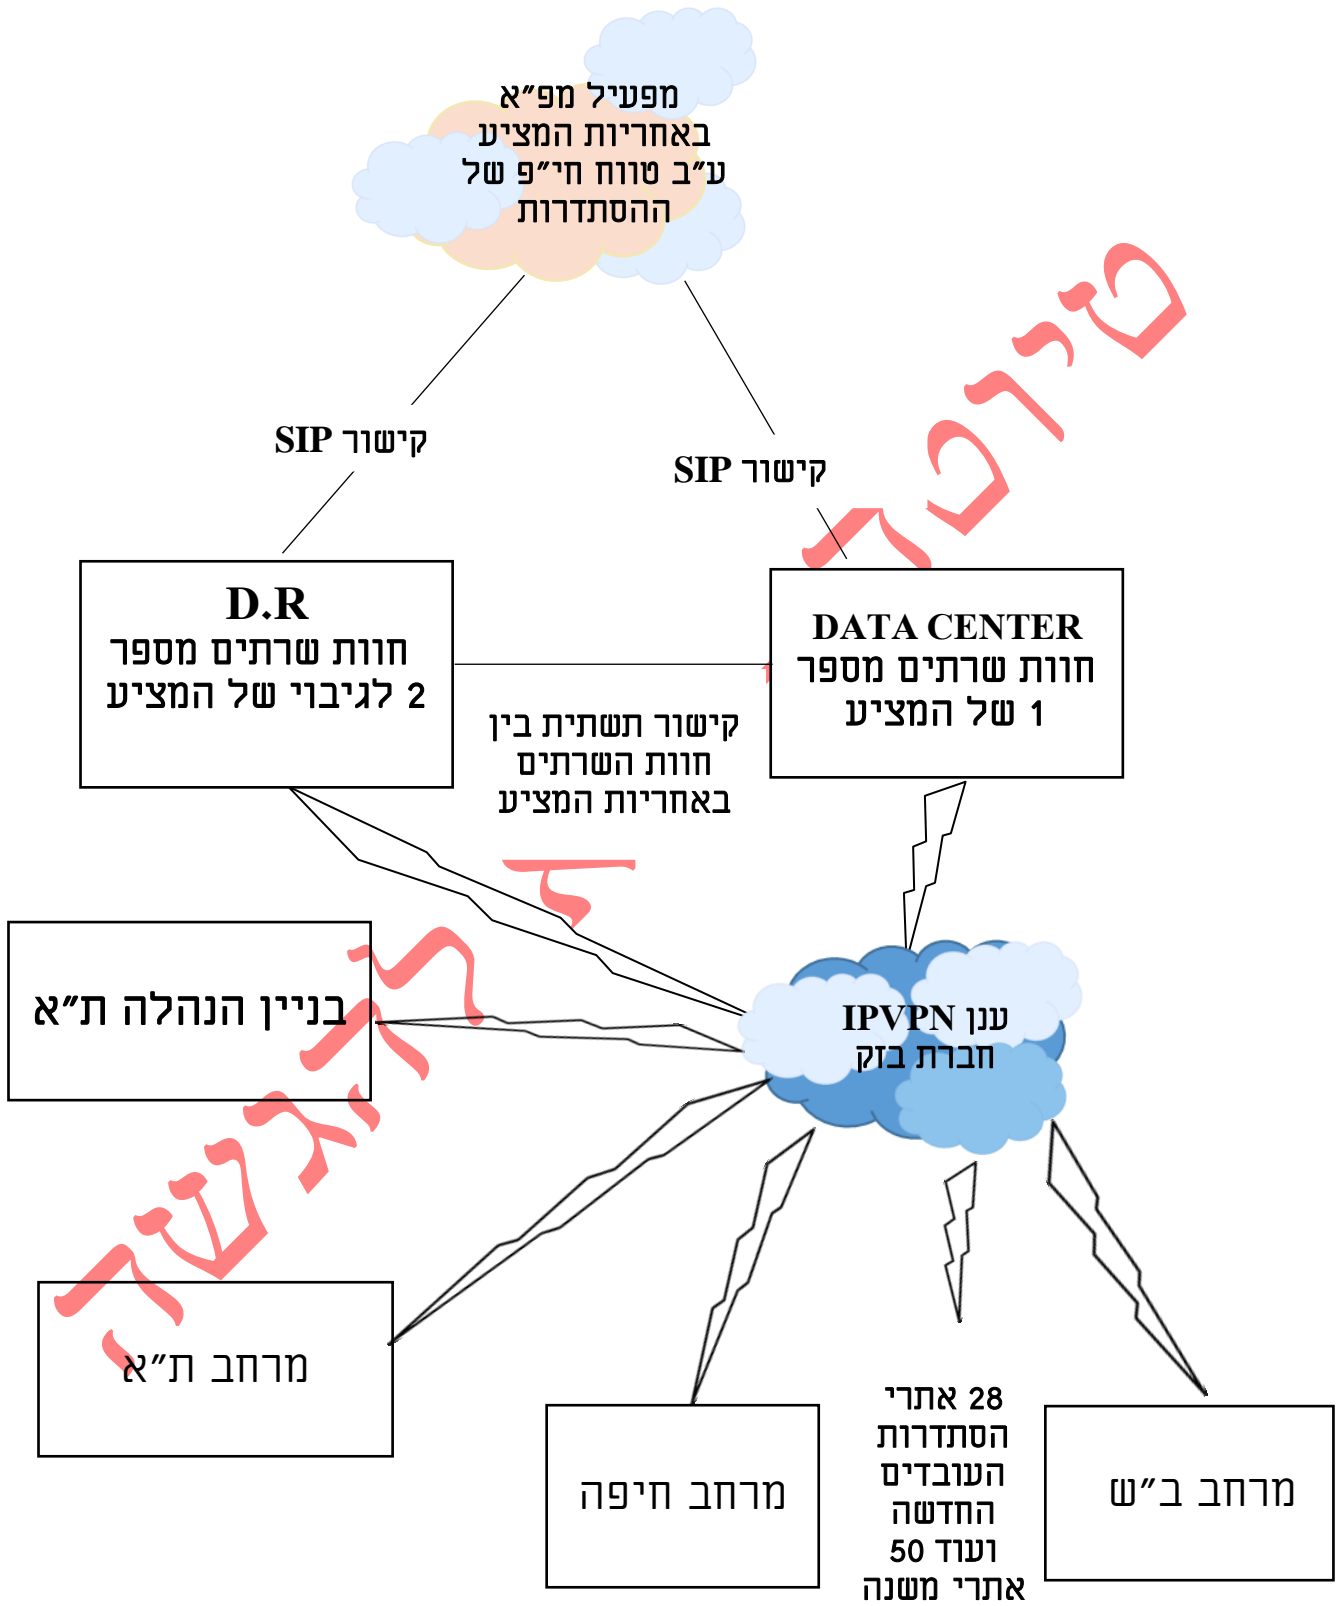 מפעיל מפ״א
באחריות המציע
ע״ב טווח חי״פ של
ההסתדרות
קישור SIP
קישור SIP
D.R
חוות שרתים מספר
2 לגיבוי של המציע
DATA CENTER
חוות שרתים מספר
1 של המציע
קישור תשתית בין
חוות השרתים
באחריות המציע
בניין הנהלה ת״א
ענן IPVPN
חברת בזק
מרחב ת״א
מרחב חיפה
28 אתרי
הסתדרות
העובדים
החדשה
ועוד 50
אתרי משנה
מרחב ב״ש